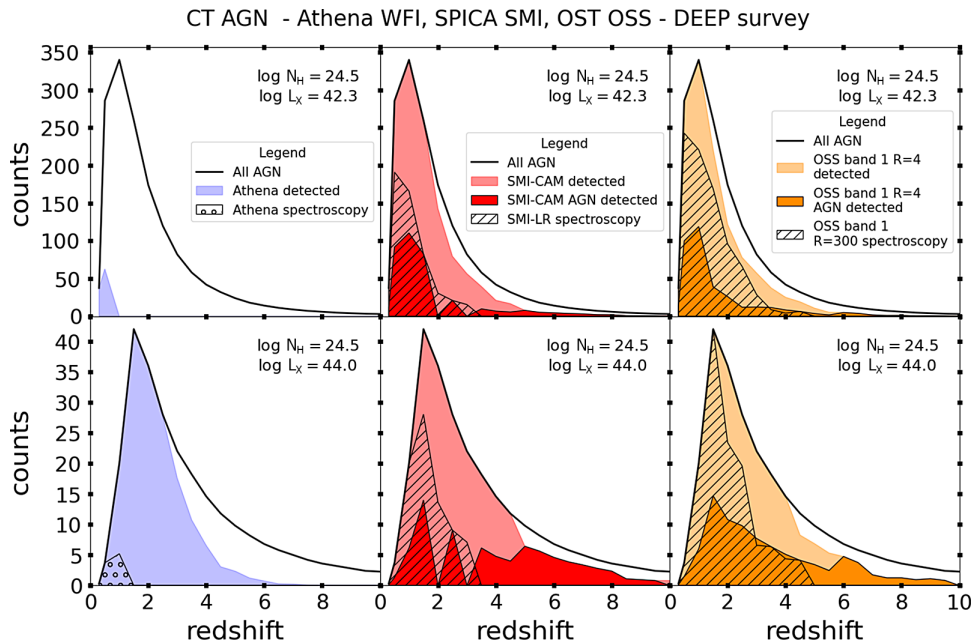 CT AGN - Athena WFI, SPICA SMI, OST OSS - DEEP survey
350
300
250
200
150
100
50
0
counts
log N_H = 24.5
log L_X = 42.3
Legend
All AGN
Athena detected
Athena spectroscopy
log N_H = 24.5
log L_X = 42.3
Legend
All AGN
SMI-CAM detected
SMI-CAM AGN detected
SMI-LR spectroscopy
log N_H = 24.5
log L_X = 42.3
Legend
All AGN
OSS band 1 R=4
detected
OSS band 1 R=4
AGN detected
OSS band 1
R=300 spectroscopy
40
35
30
25
20
15
10
5
0
counts
log N_H = 24.5
log L_X = 44.0
log N_H = 24.5
log L_X = 44.0
log N_H = 24.5
log L_X = 44.0
0 2 4 6 8 0 2 4 6 8 0 2 4 6 8 10
redshift redshift redshift